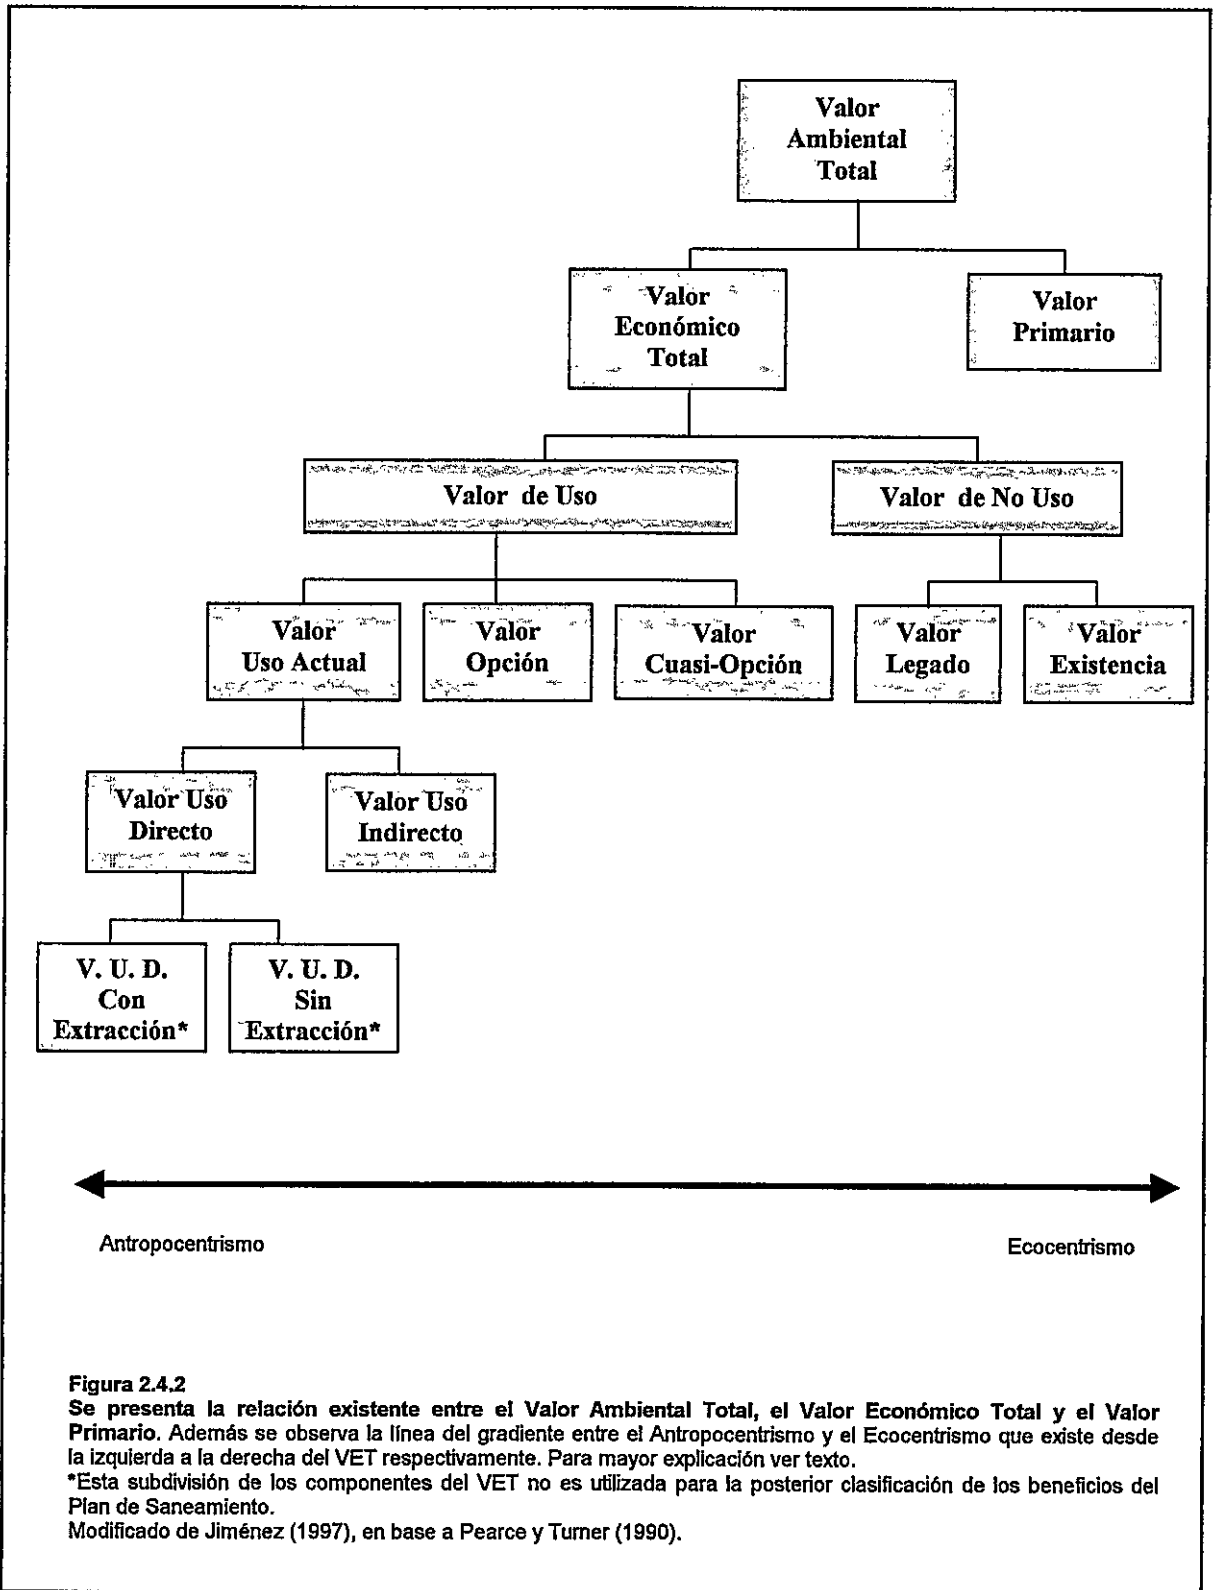 Valor
Ambiental
Total
Valor
Económico
Total
Valor
Primario
Valor de Uso
Valor de No Uso
Valor
Uso Actual
Valor
Opción
Valor
Cuasi-Opción
Valor
Legado
Valor
Existencia
Valor Uso
Directo
Valor Uso
Indirecto
V. U. D.
Con
Extracción*
V. U. D.
Sin
Extracción*
Antropocentrismo
Ecocentrismo
Figura 2.4.2
Se presenta la relación existente entre el Valor Ambiental Total, el Valor Económico Total y el Valor
Primario. Además se observa la línea del gradiente entre el Antropocentrismo y el Ecocentrismo que existe desde
la izquierda a la derecha del VET respectivamente. Para mayor explicación ver texto.
*Esta subdivisión de los componentes del VET no es utilizada para la posterior clasificación de los beneficios del
Plan de Saneamiento.
Modificado de Jiménez (1997), en base a Pearce y Turner (1990).